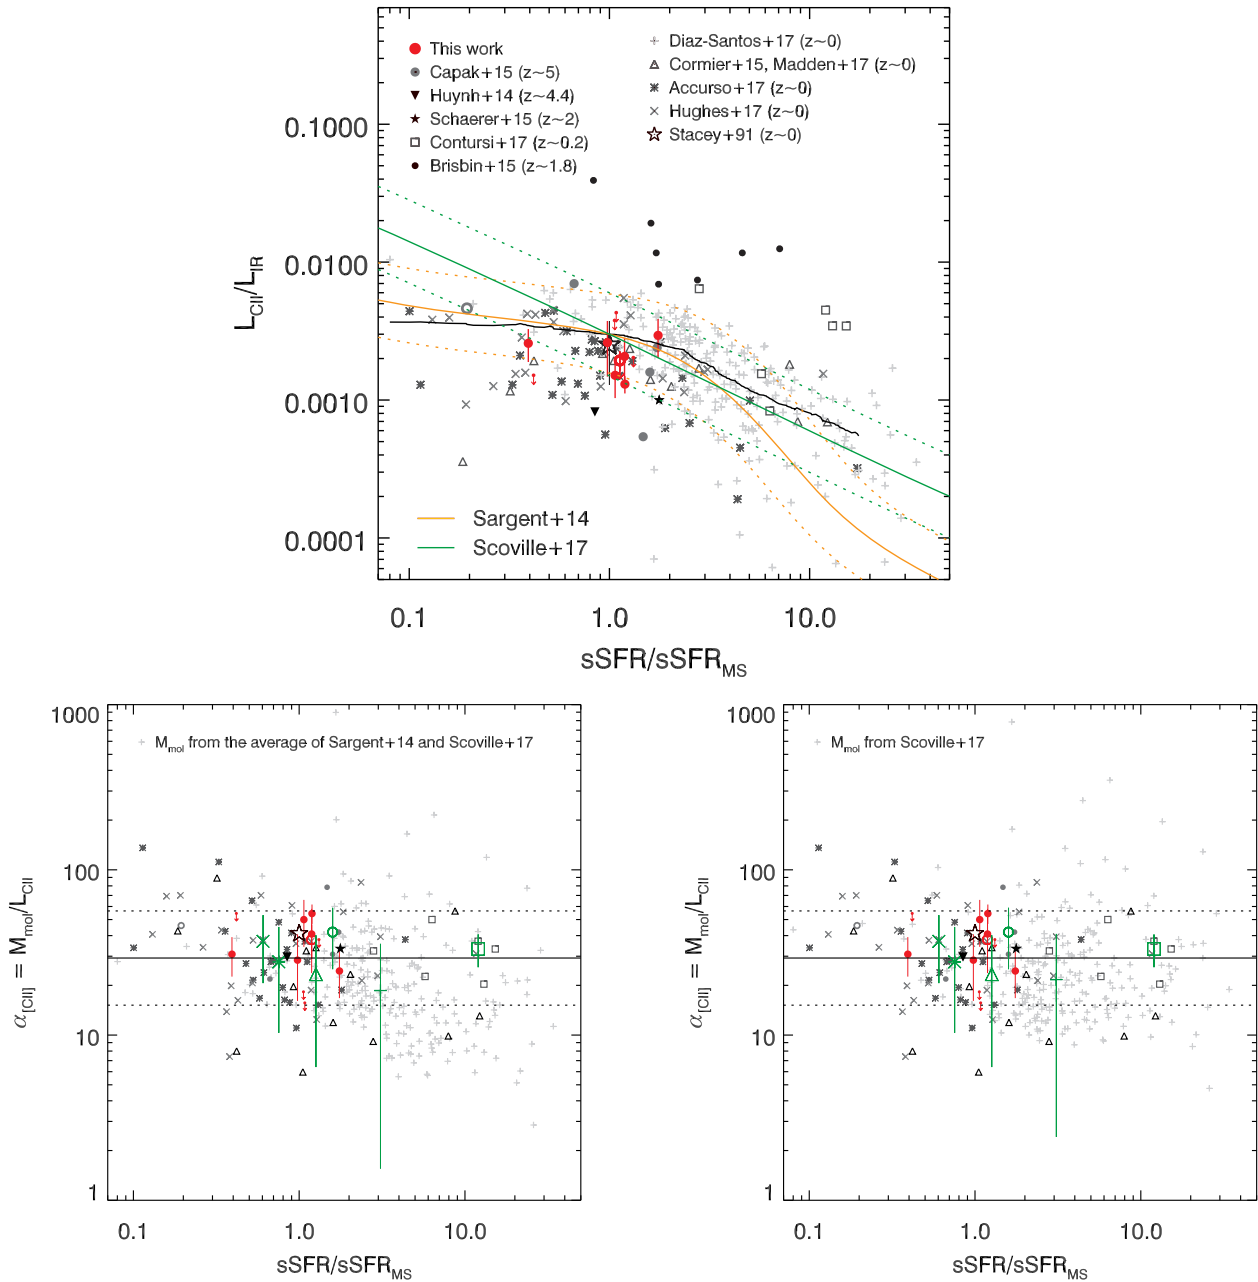 This work
Capak+15 (z~5)
Huynh+14 (z~4.4)
Schaerer+15 (z~2)
Contursi+17 (z~0.2)
Brisbin+15 (z~1.8)
Diaz-Santos+17 (z~0)
Cormier+15, Madden+17 (z~0)
Accurso+17 (z~0)
Hughes+17 (z~0)
Stacey+91 (z~0)
0.1000
0.0100
0.0010
0.0001
L_CII/L_IR
Sargent+14
Scoville+17
0.1
1.0
10.0
sSFR/sSFR_MS
1000
100
10
1
α_[CII] = M_mol/L_CII
M_mol from the average of Sargent+14 and Scoville+17
0.1
1.0
10.0
sSFR/sSFR_MS
1000
100
10
1
α_[CII] = M_mol/L_CII
M_mol from Scoville+17
0.1
1.0
10.0
sSFR/sSFR_MS